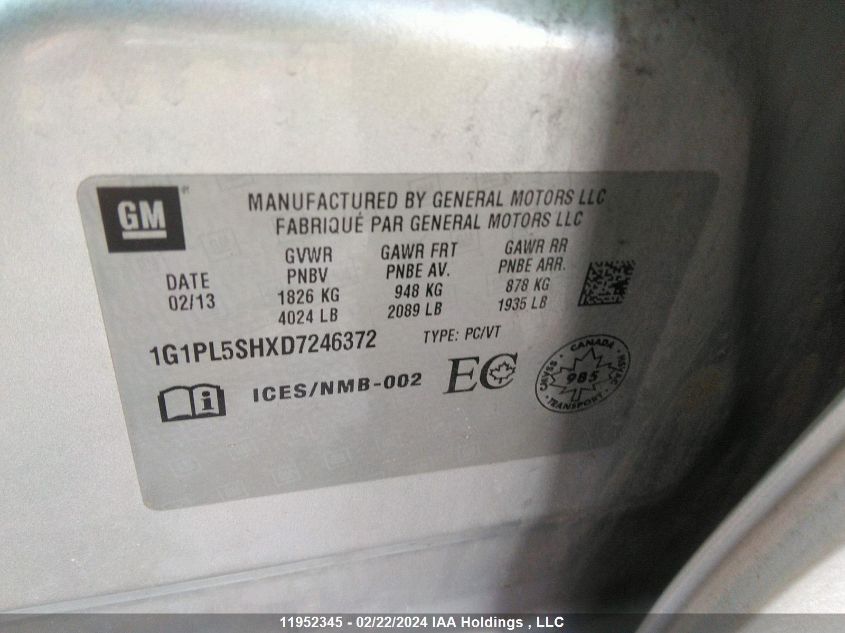 GM
MANUFACTURED BY GENERAL MOTORS LLC
FABRIQUÉ PAR GENERAL MOTORS LLC
DATE
02/13
GVWR
PNBV
1826 KG
4024 LB
GAWR FRT
PNBE AV.
948 KG
2089 LB
GAWR RR
PNBE ARR.
878 KG
1935 LB
1G1PL5SHXD7246372 TYPE: PC/VT
i ICES/NMB-002 EC
CANADA
985
TRANSPORT
11952345 - 02/22/2024 IAA Holdings , LLC